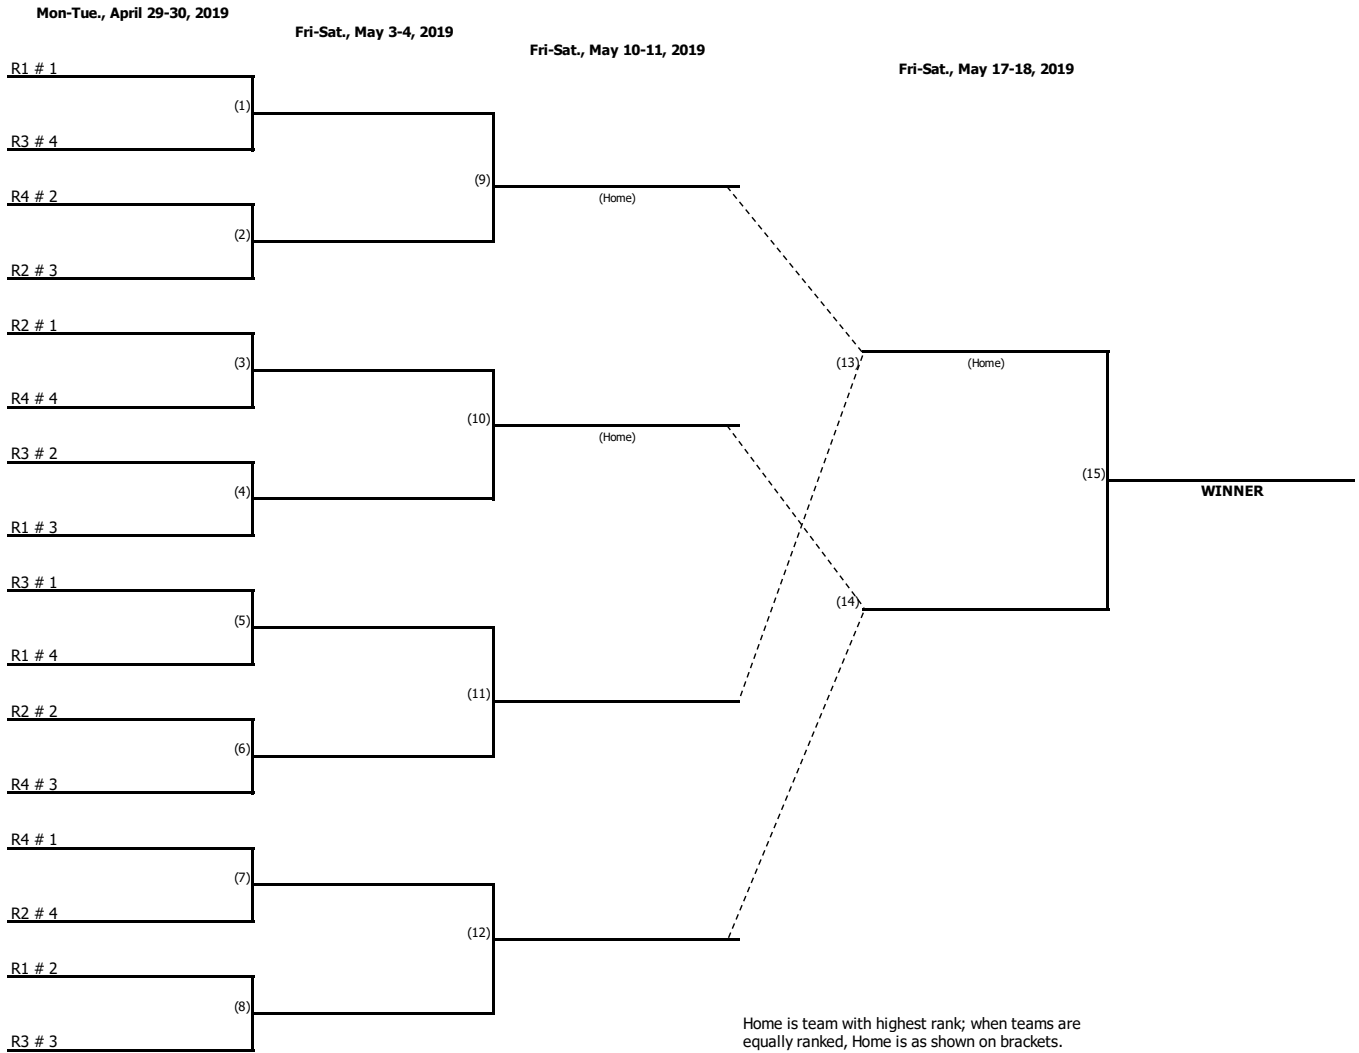 Mon-Tue., April 29-30, 2019
Fri-Sat., May 3-4, 2019
Fri-Sat., May 10-11, 2019
Fri-Sat., May 17-18, 2019
R1 # 1
(1)
R3 # 4
(9)
(Home)
R4 # 2
(2)
R2 # 3
R2 # 1
(3)
(13)
(Home)
R4 # 4
(10)
(Home)
R3 # 2
(4)
(15)
WINNER
R1 # 3
R3 # 1
(14)
(5)
R1 # 4
(11)
R2 # 2
(6)
R4 # 3
R4 # 1
(7)
R2 # 4
(12)
R1 # 2
(8)
R3 # 3
Home is team with highest rank; when teams are
equally ranked, Home is as shown on brackets.